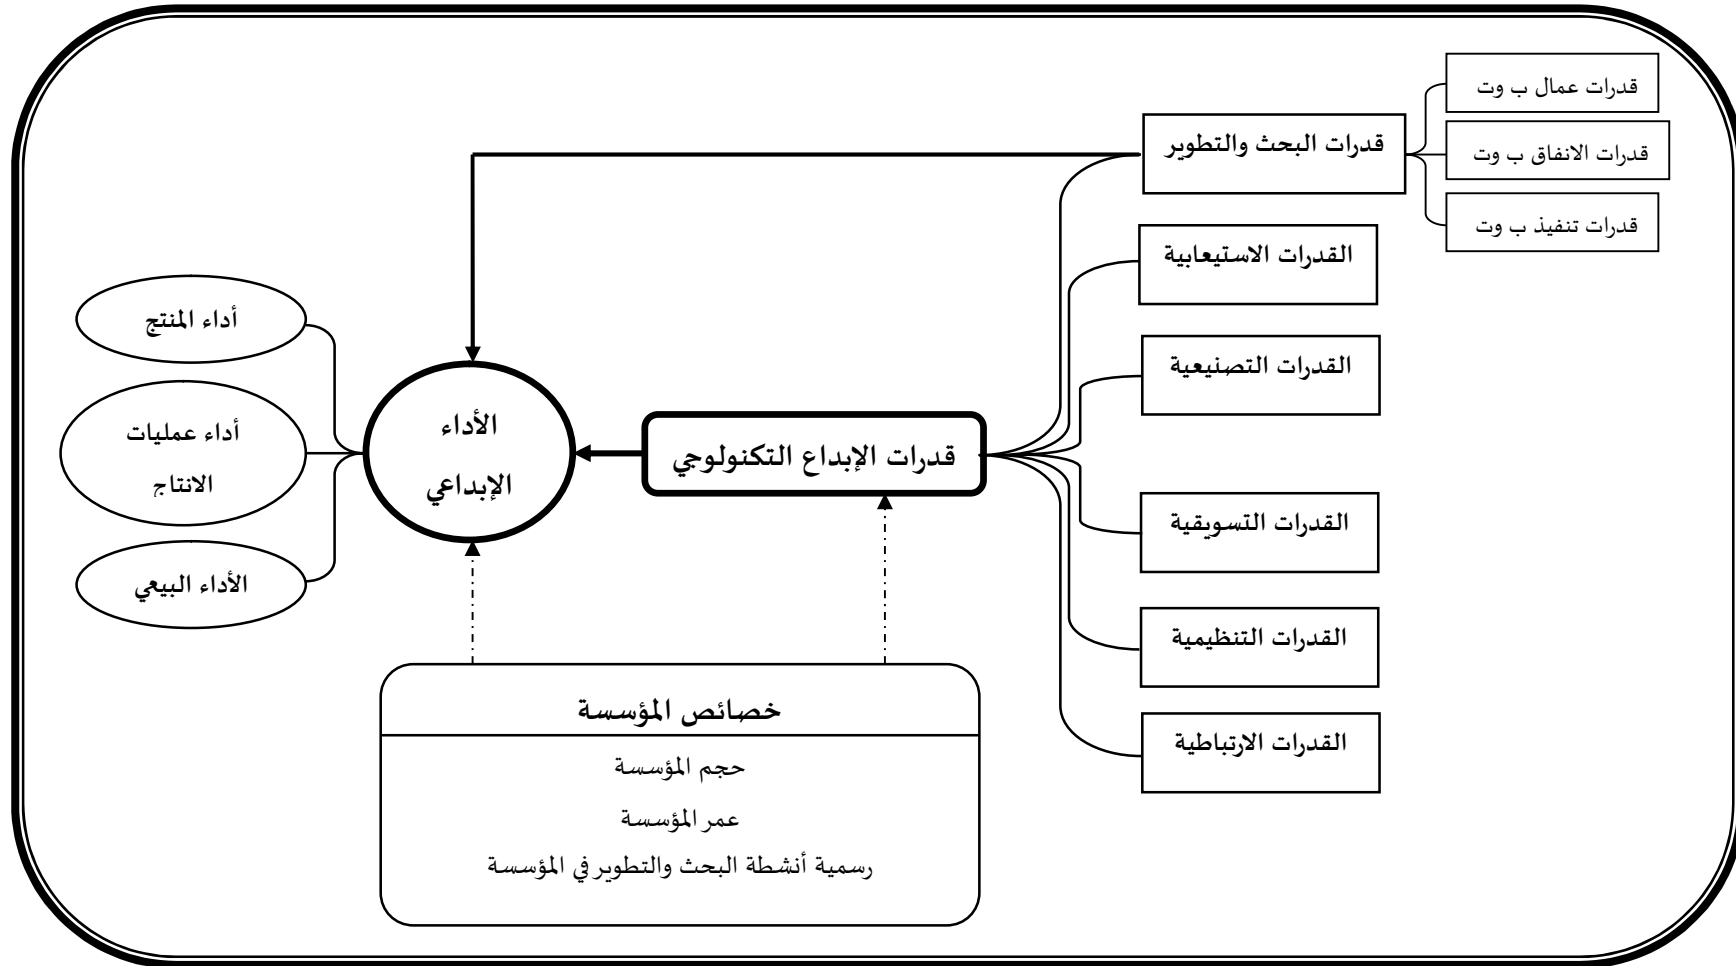 قدرات عمال ب وت
قدرات الانفاق ب وت
قدرات تنفيذ ب وت
قدرات البحث والتطوير
القدرات الاستيعابية
القدرات التصنيعية
القدرات التسويقية
القدرات التنظيمية
القدرات الارتباطية
قدرات الإبداع التكنولوجي
الأداء
الإبداعي
أداء المنتج
أداء عمليات
الانتاج
الأداء البيعي
خصائص المؤسسة
حجم المؤسسة
عمر المؤسسة
رسمية أنشطة البحث والتطوير في المؤسسة